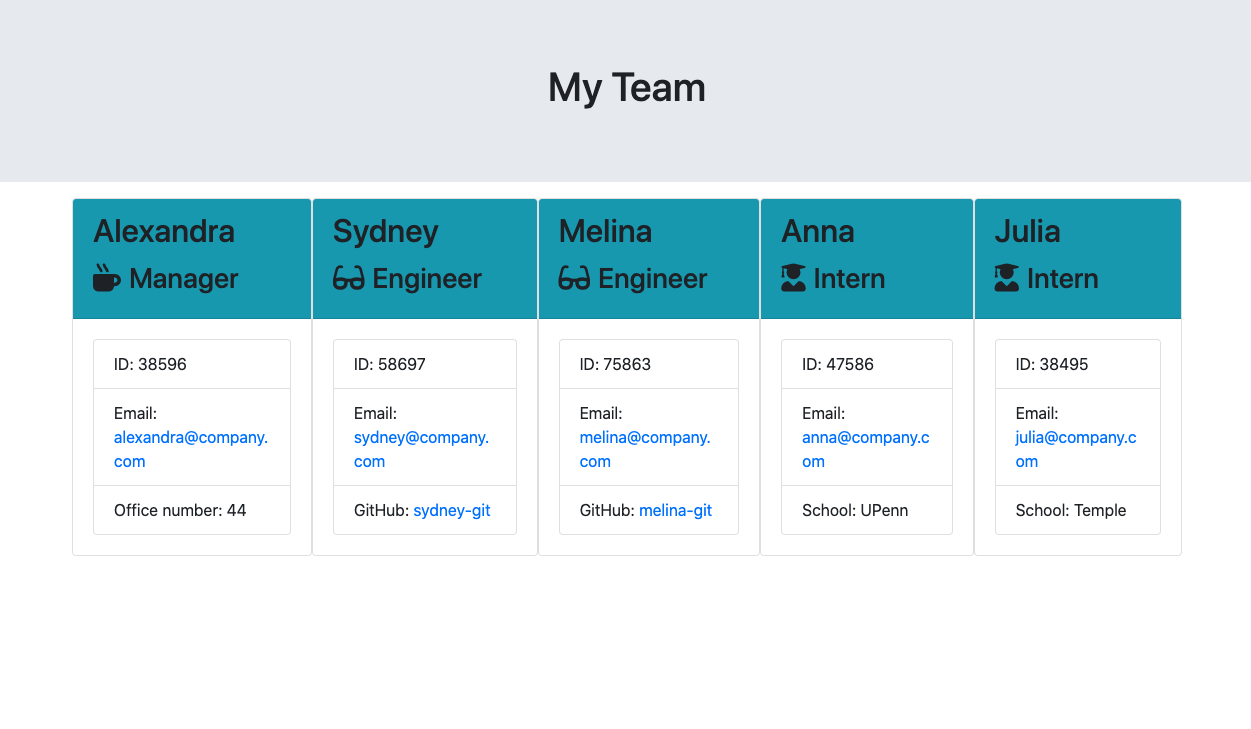 My Team
Alexandra
Manager
ID: 38596
Email:
alexandra@company.
com
Office number: 44
Sydney
Engineer
ID: 58697
Email:
sydney@company.
com
GitHub: sydney-git
Melina
Engineer
ID: 75863
Email:
melina@company.
com
GitHub: melina-git
Anna
Intern
ID: 47586
Email:
anna@company.c
om
School: UPenn
Julia
Intern
ID: 38495
Email:
julia@company.c
om
School: Temple